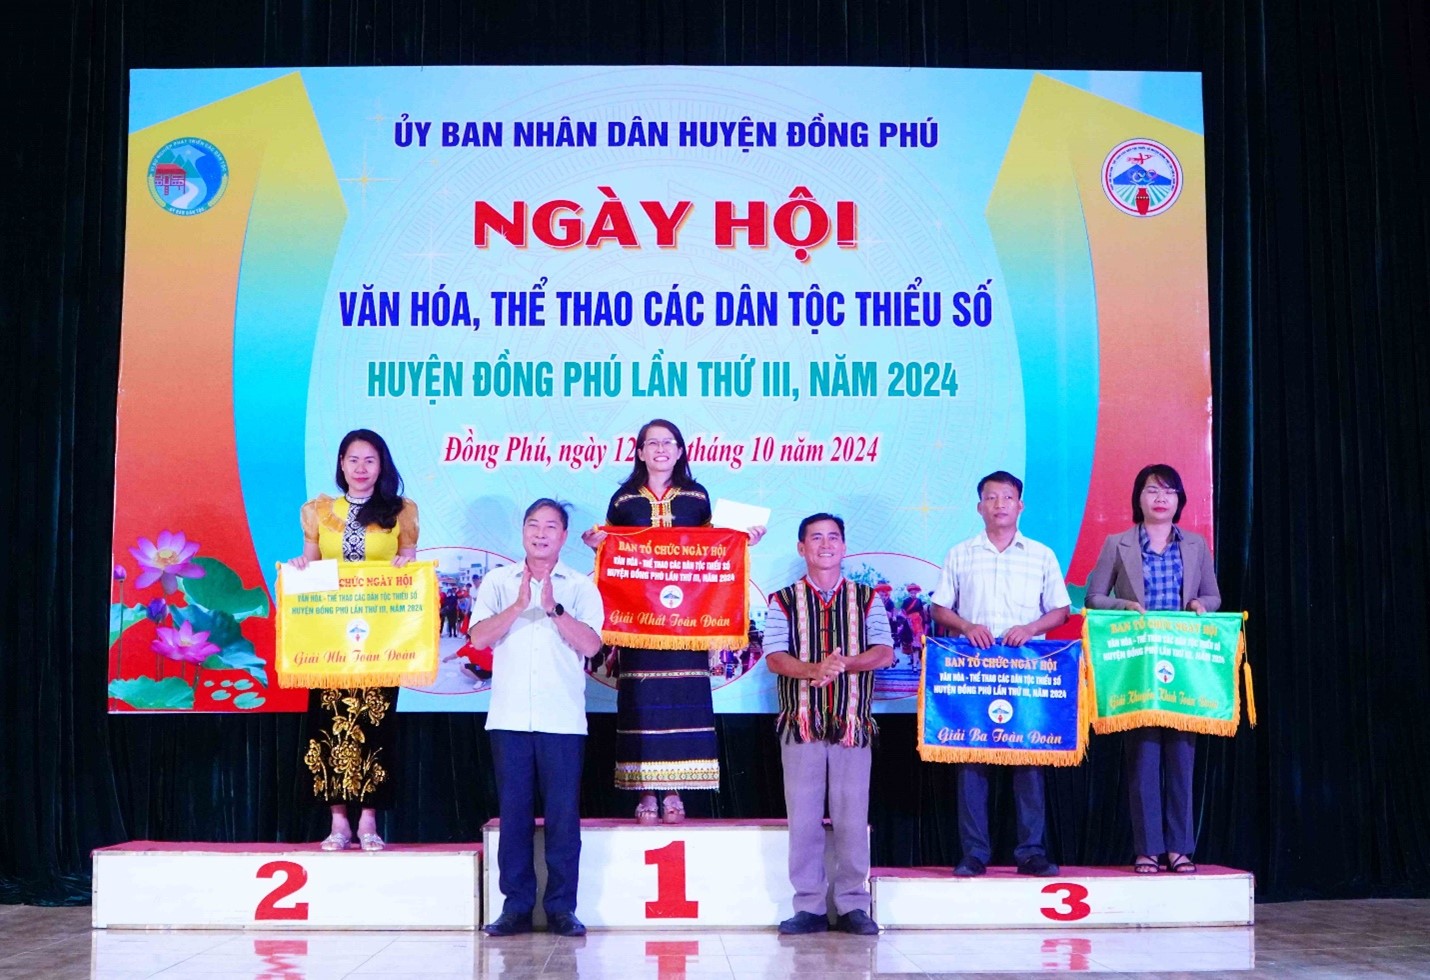 ỦY BAN NHÂN DÂN HUYỆN ĐỒNG PHÚ
NGÀY HỘI
VĂN HÓA, THỂ THAO CÁC DÂN TỘC THIỂU SỐ
HUYỆN ĐỒNG PHÚ LẦN THỨ III, NĂM 2024
Đồng Phú, ngày 12 tháng 10 năm 2024
CHỨC NGÀY HỘI
VĂN HÓA - THỂ THAO CÁC DÂN TỘC THIỂU SỐ
HUYỆN ĐỒNG PHÚ LẦN THỨ III, NĂM 2024
Giải Nhì Toàn Đoàn
BAN TỔ CHỨC NGÀY HỘI
VĂN HÓA - THỂ THAO CÁC DÂN TỘC THIỂU SỐ
HUYỆN ĐỒNG PHÚ LẦN THỨ III, NĂM 2024
Giải Nhất Toàn Đoàn
BAN TỔ CHỨC NGÀY HỘI
VĂN HÓA - THỂ THAO CÁC DÂN TỘC THIỂU SỐ
HUYỆN ĐỒNG PHÚ LẦN THỨ III, NĂM 2024
Giải Ba Toàn Đoàn
BAN TỔ CHỨC NGÀY HỘI
VĂN HÓA - THỂ THAO CÁC DÂN TỘC THIỂU SỐ
HUYỆN ĐỒNG PHÚ LẦN THỨ III, NĂM 2024
Giải Khuyến Khích Toàn Đoàn
2
1
3